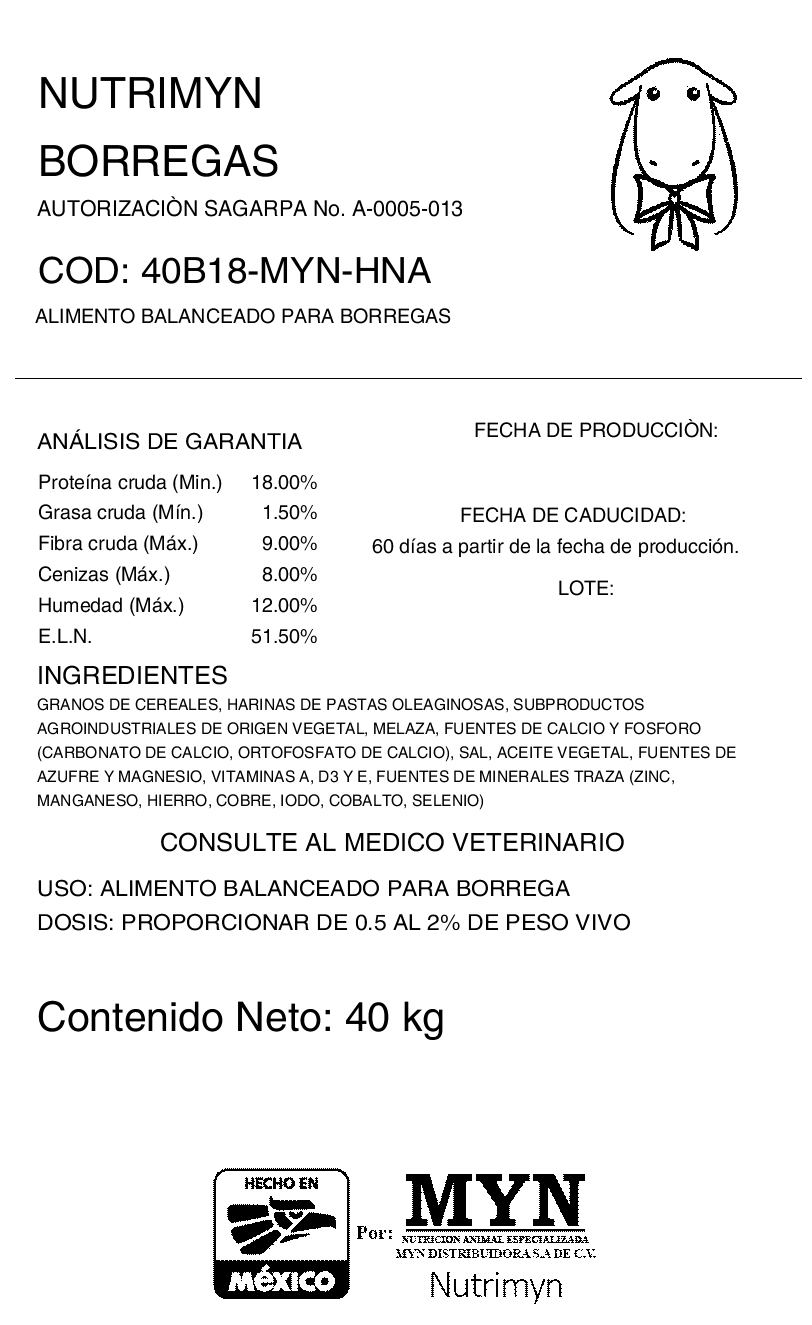 NUTRIMYN
BORREGAS
AUTORIZACIÒN SAGARPA No. A-0005-013
COD: 40B18-MYN-HNA
ALIMENTO BALANCEADO PARA BORREGAS
ANÁLISIS DE GARANTIA
Proteína cruda (Min.) 18.00%
Grasa cruda (Mín.) 1.50%
Fibra cruda (Máx.) 9.00%
Cenizas (Máx.) 8.00%
Humedad (Máx.) 12.00%
E.L.N. 51.50%
FECHA DE PRODUCCIÒN:
FECHA DE CADUCIDAD:
60 días a partir de la fecha de producción.
LOTE:
INGREDIENTES
GRANOS DE CEREALES, HARINAS DE PASTAS OLEAGINOSAS, SUBPRODUCTOS
AGROINDUSTRIALES DE ORIGEN VEGETAL, MELAZA, FUENTES DE CALCIO Y FOSFORO
(CARBONATO DE CALCIO, ORTOFOSFATO DE CALCIO), SAL, ACEITE VEGETAL, FUENTES DE
AZUFRE Y MAGNESIO, VITAMINAS A, D3 Y E, FUENTES DE MINERALES TRAZA (ZINC,
MANGANESO, HIERRO, COBRE, IODO, COBALTO, SELENIO)
CONSULTE AL MEDICO VETERINARIO
USO: ALIMENTO BALANCEADO PARA BORREGA
DOSIS: PROPORCIONAR DE 0.5 AL 2% DE PESO VIVO
Contenido Neto: 40 kg
HECHO EN
MéXICO
Por:
MYN
NUTRICION ANIMAL ESPECIALIZADA
MYN DISTRIBUIDORA S.A DE C.V.
Nutrimyn